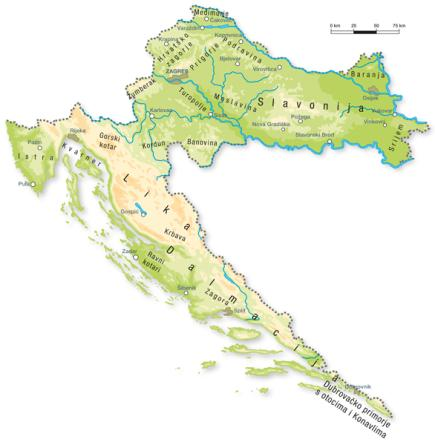 Međimurje
Čakovec
Varaždin
0 km 25 50 75 km
Krapina
Hrvatsko
zagorje
Koprivnica
Podravina
Prigorje
Bjelovar
Virovitica
ZAGREB
Baranja
Žumberak
Turopolje
Moslavina
Slavonija
Osijek
Vukovar
Karlovac
Sisak
Požega
Vinkovci
Rijeka
Gorski
kotar
Kordun
Banovina
Nova Gradiška
Slavonski Brod
Srijem
Pazin
Istra
Kvarner
Pula
Lika
Gospić
Krbava
Zadar
Ravni
kotari
Dalmacija
Šibenik
Zagora
Split
Dubrovnik
Dubrovačko primorje
s otocima i Konavlima